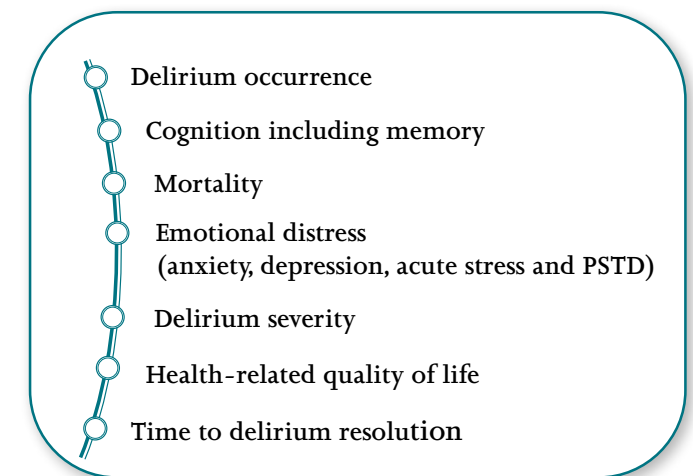 Delirium occurrence
Cognition including memory
Mortality
Emotional distress
(anxiety, depression, acute stress and PSTD)
Delirium severity
Health-related quality of life
Time to delirium resolution